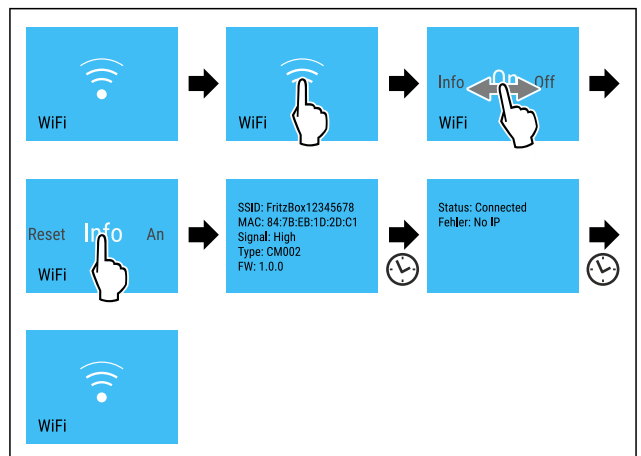 WiFi
WiFi
Info On Off
WiFi
Reset Info An
WiFi
SSID: FritzBox12345678
MAC: 84:7B:EB:1D:2D:C1
Signal: High
Type: CM002
FW: 1.0.0
Status: Connected
Fehler: No IP
WiFi